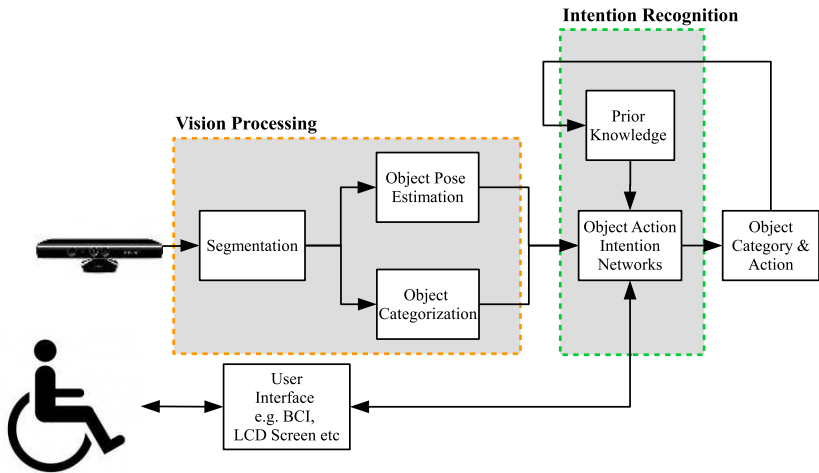 Intention Recognition
Vision Processing
Prior
Knowledge
Object Pose
Estimation
Segmentation
Object Action
Intention
Networks
Object
Category &
Action
Object
Categorization
User
Interface
e.g. BCI,
LCD Screen etc